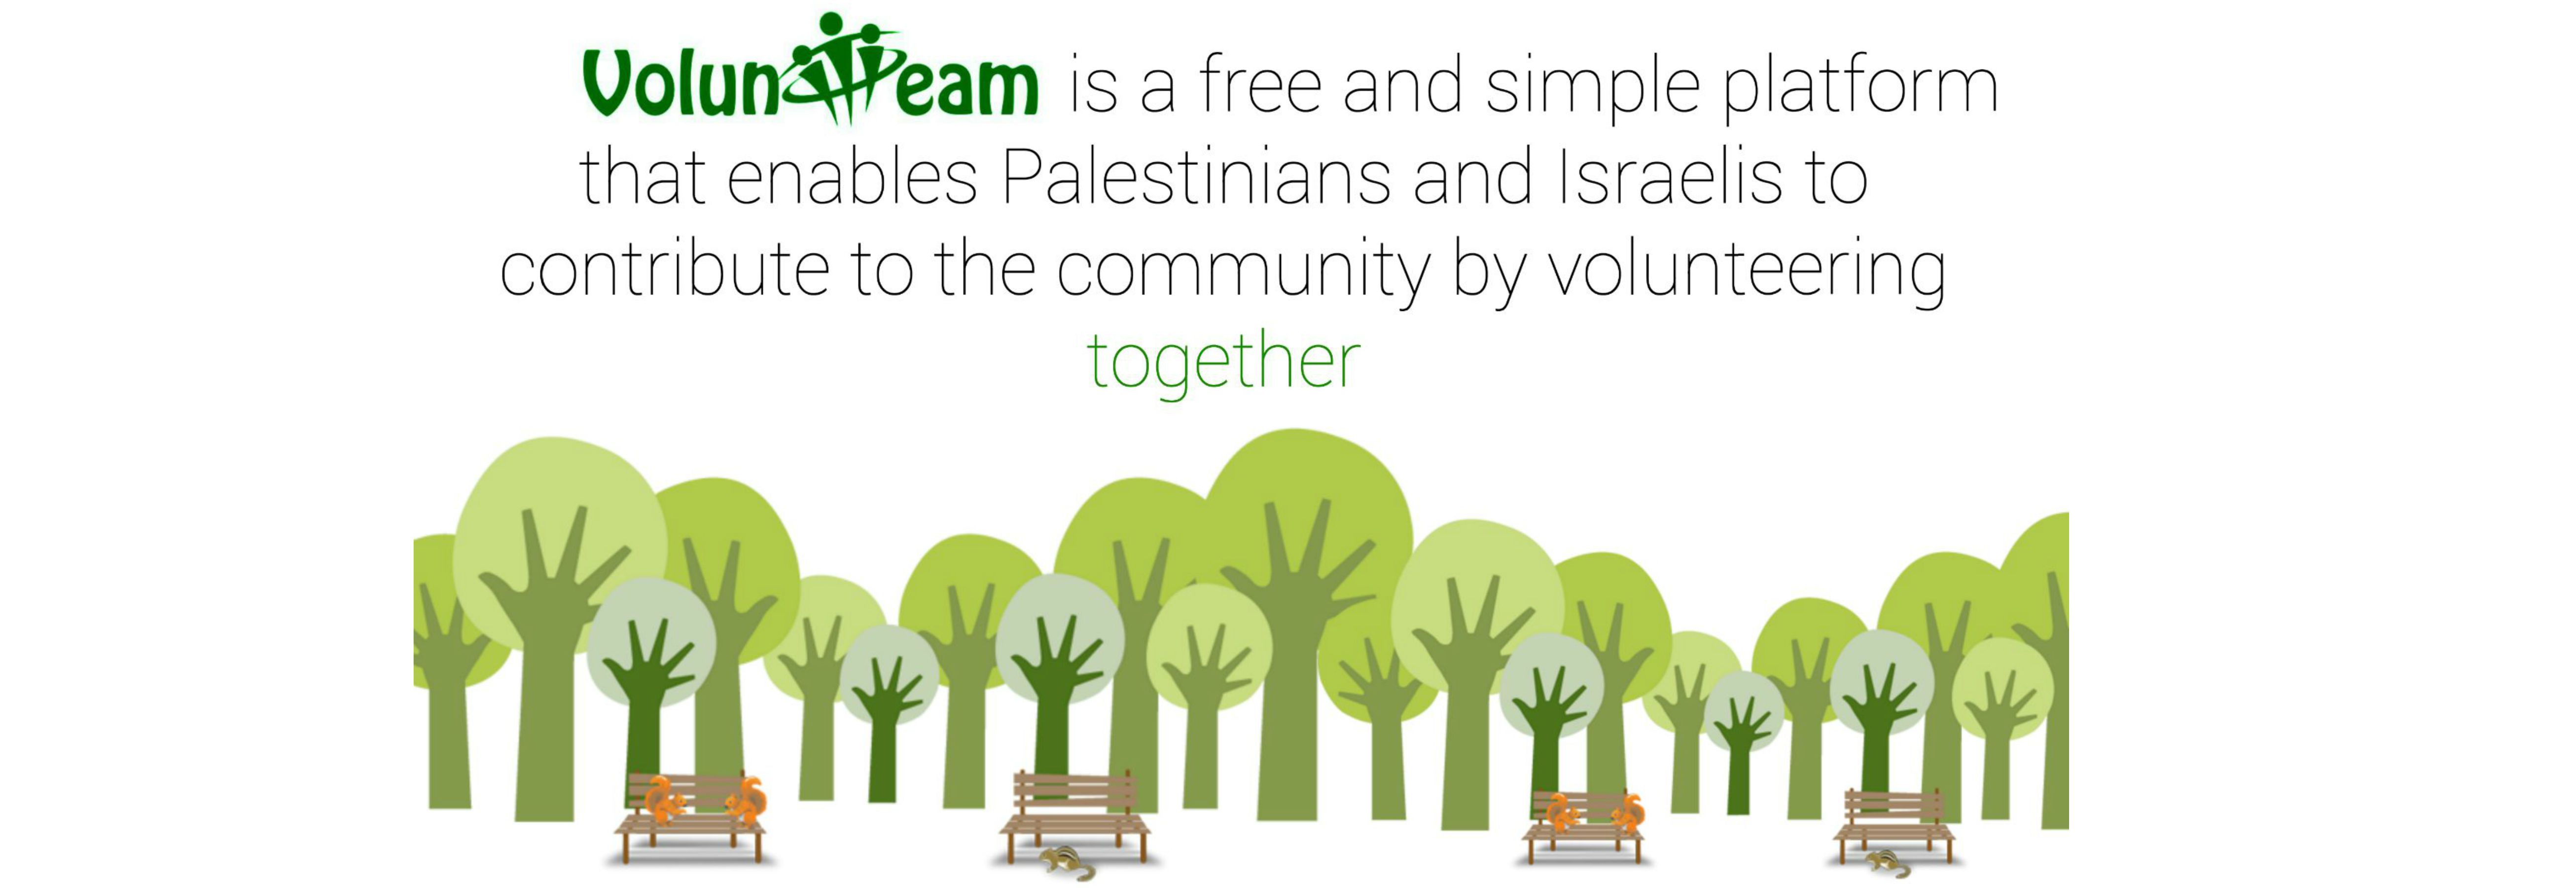 VolunTeam is a free and simple platform
that enables Palestinians and Israelis to
contribute to the community by volunteering
together